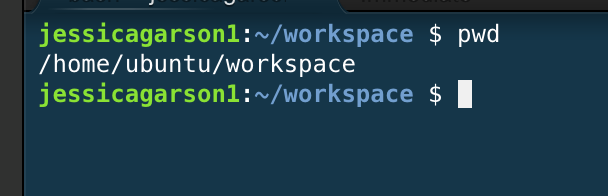 jessicagarson1:~/workspace $ pwd
/home/ubuntu/workspace
jessicagarson1:~/workspace $